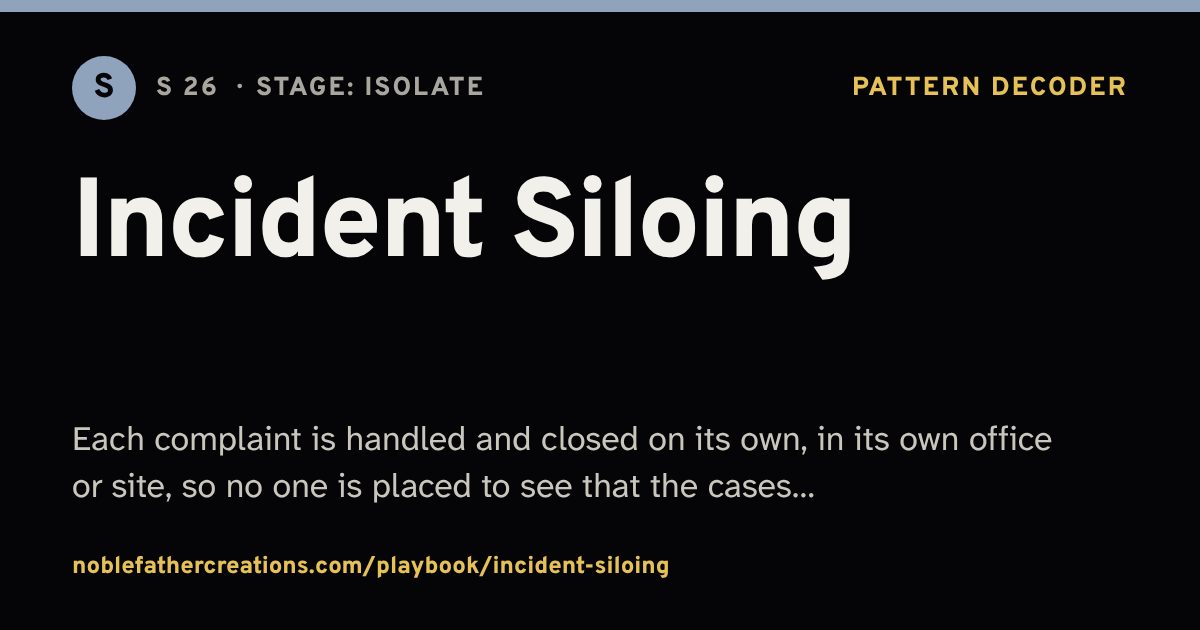 S
S 26 · STAGE: ISOLATE
PATTERN DECODER
Incident Siloing
Each complaint is handled and closed on its own, in its own office
or site, so no one is placed to see that the cases...
noblefathercreations.com/playbook/incident-siloing